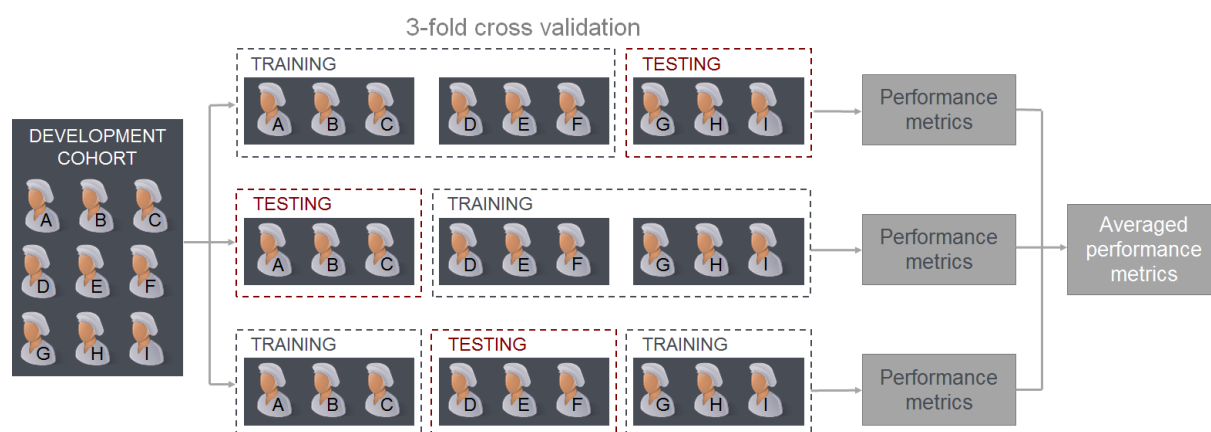 3-fold cross validation
DEVELOPMENT
COHORT
A B C
D E F
G H I
TRAINING
A B C D E F
TESTING
G H I
Performance
metrics
TESTING
A B C
TRAINING
D E F G H I
Performance
metrics
TRAINING
A B C
TESTING
D E F
TRAINING
G H I
Performance
metrics
Averaged
performance
metrics